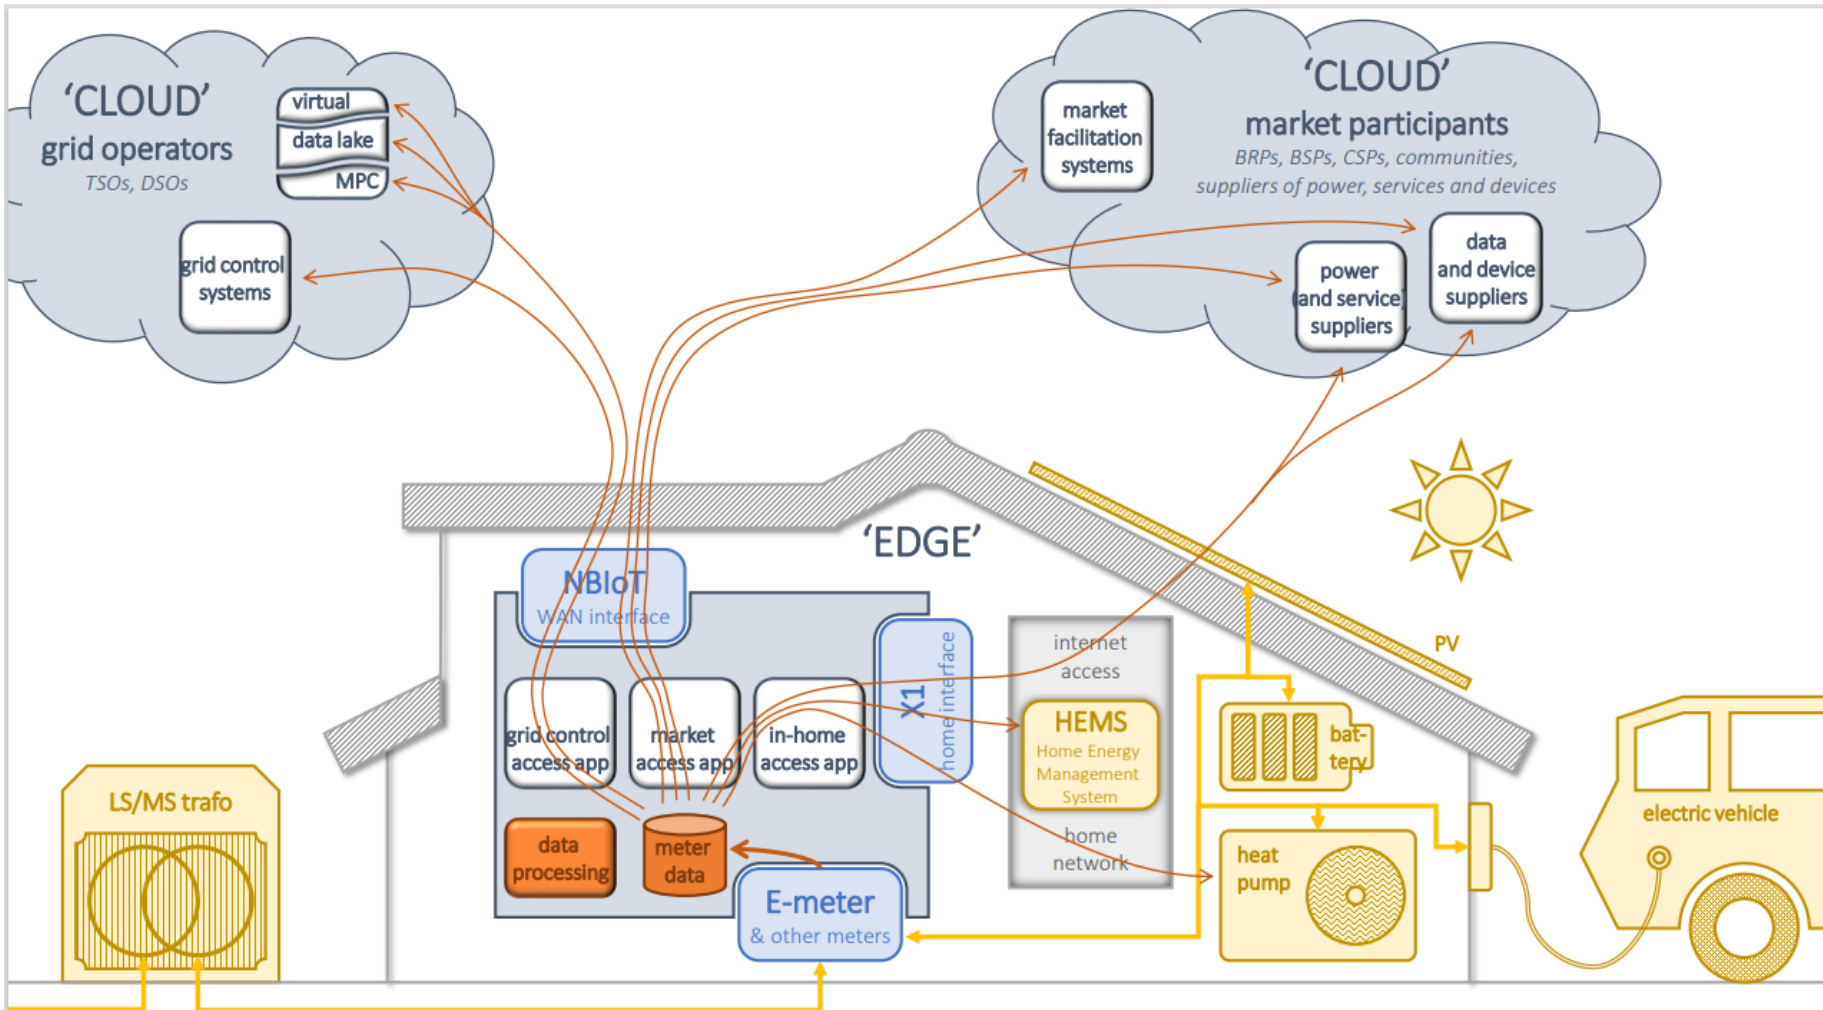 'CLOUD'
grid operators
TSOs, DSOs
virtual
data lake
MPC
grid control
systems
'CLOUD'
market participants
BRPs, BSPs, CSPs, communities,
suppliers of power, services and devices
market
facilitation
systems
power
(and service)
suppliers
data
and device
suppliers
'EDGE'
NBIoT
WAN interface
X1
home interface
grid control
access app
market
access app
in-home
access app
data
processing
meter
data
E-meter
& other meters
internet
access
HEMS
Home Energy
Management
System
home
network
PV
bat-
tery
heat
pump
electric vehicle
LS/MS trafo